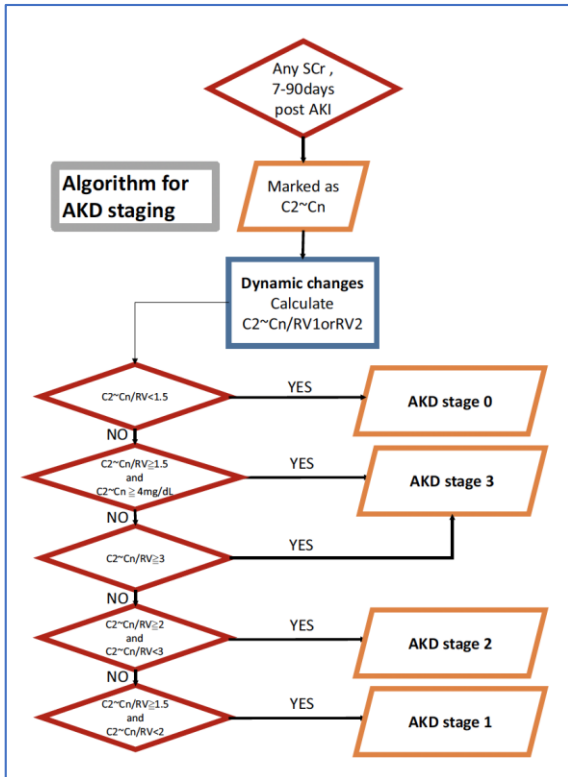 Any SCr ,
7-90days
post AKI
Algorithm for
AKD staging
Marked as
C2~Cn
Dynamic changes
Calculate
C2~Cn/RV1orRV2
C2~Cn/RV<1.5
YES
AKD stage 0
NO
C2~Cn/RV≧1.5
and
C2~Cn ≧ 4mg/dL
YES
AKD stage 3
NO
C2~Cn/RV≧3
YES
NO
C2~Cn/RV≧2
and
C2~Cn/RV<3
YES
AKD stage 2
NO
C2~Cn/RV≧1.5
and
C2~Cn/RV<2
YES
AKD stage 1